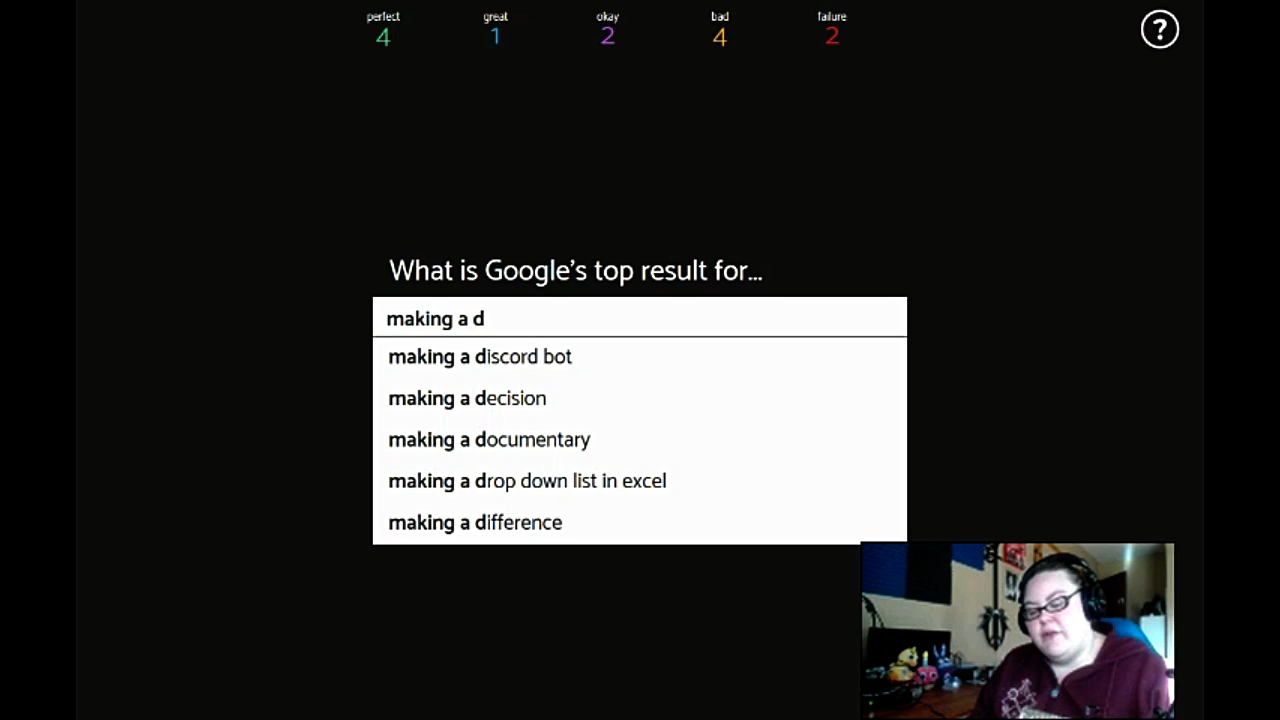 perfect great okay bad failure
4 1 2 4 2
?
What is Google's top result for...
making a d
making a discord bot
making a decision
making a documentary
making a drop down list in excel
making a difference